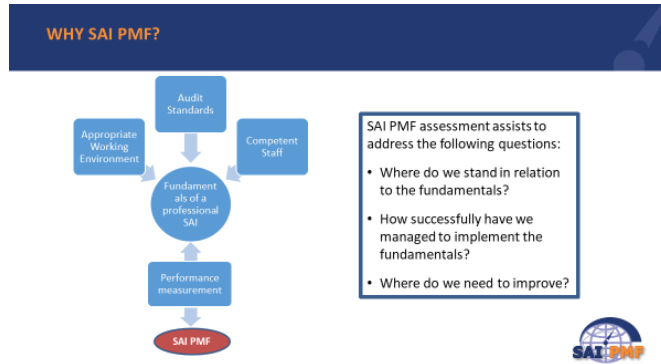 WHY SAI PMF?
Audit
Standards
Appropriate
Working
Environment
Competent
Staff
Fundament
als of a
professional
SAI
Performance
measurement
SAI PMF
SAI PMF assessment assists to
address the following questions:
• Where do we stand in relation
to the fundamentals?
• How successfully have we
managed to implement the
fundamentals?
• Where do we need to improve?
SAI PMF